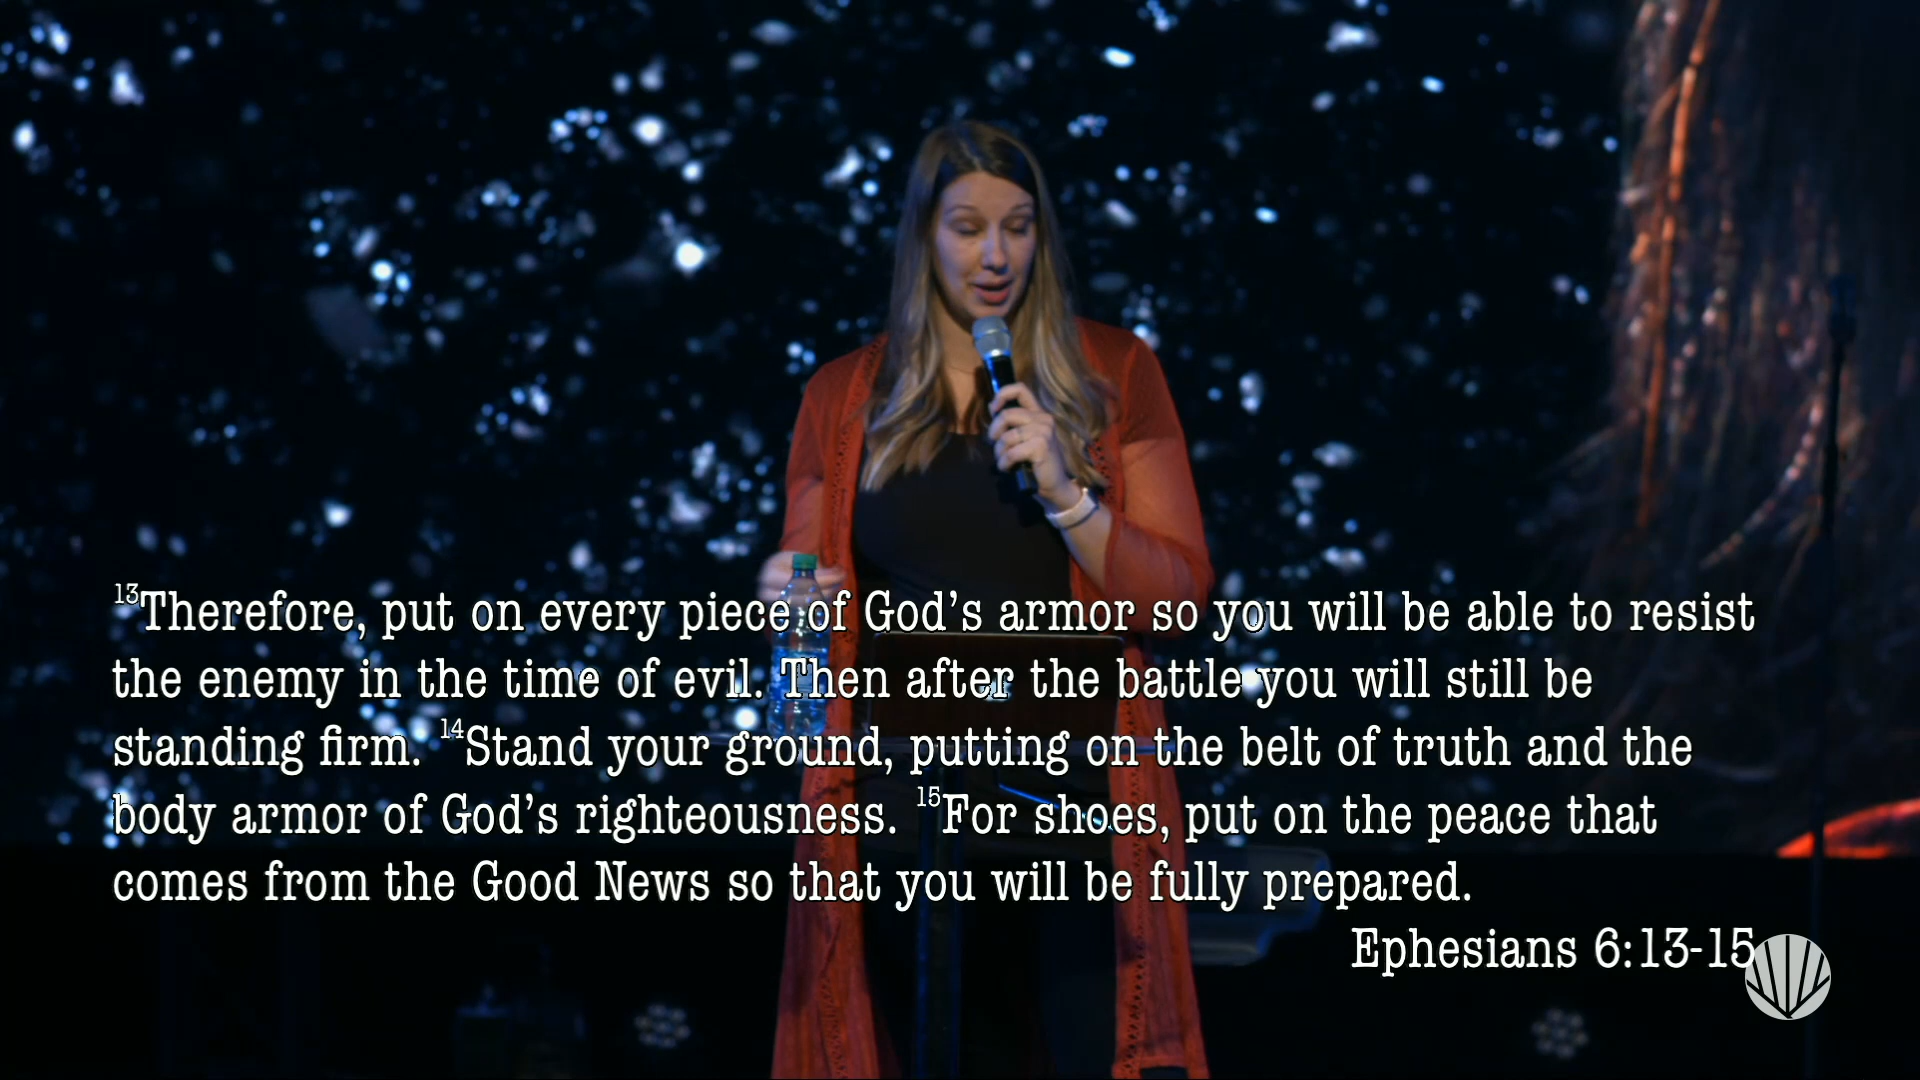 ¹³Therefore, put on every piece of God’s armor so you will be able to resist
the enemy in the time of evil. Then after the battle you will still be
standing firm. ¹⁴Stand your ground, putting on the belt of truth and the
body armor of God’s righteousness. ¹⁵For shoes, put on the peace that
comes from the Good News so that you will be fully prepared.
Ephesians 6:13-15